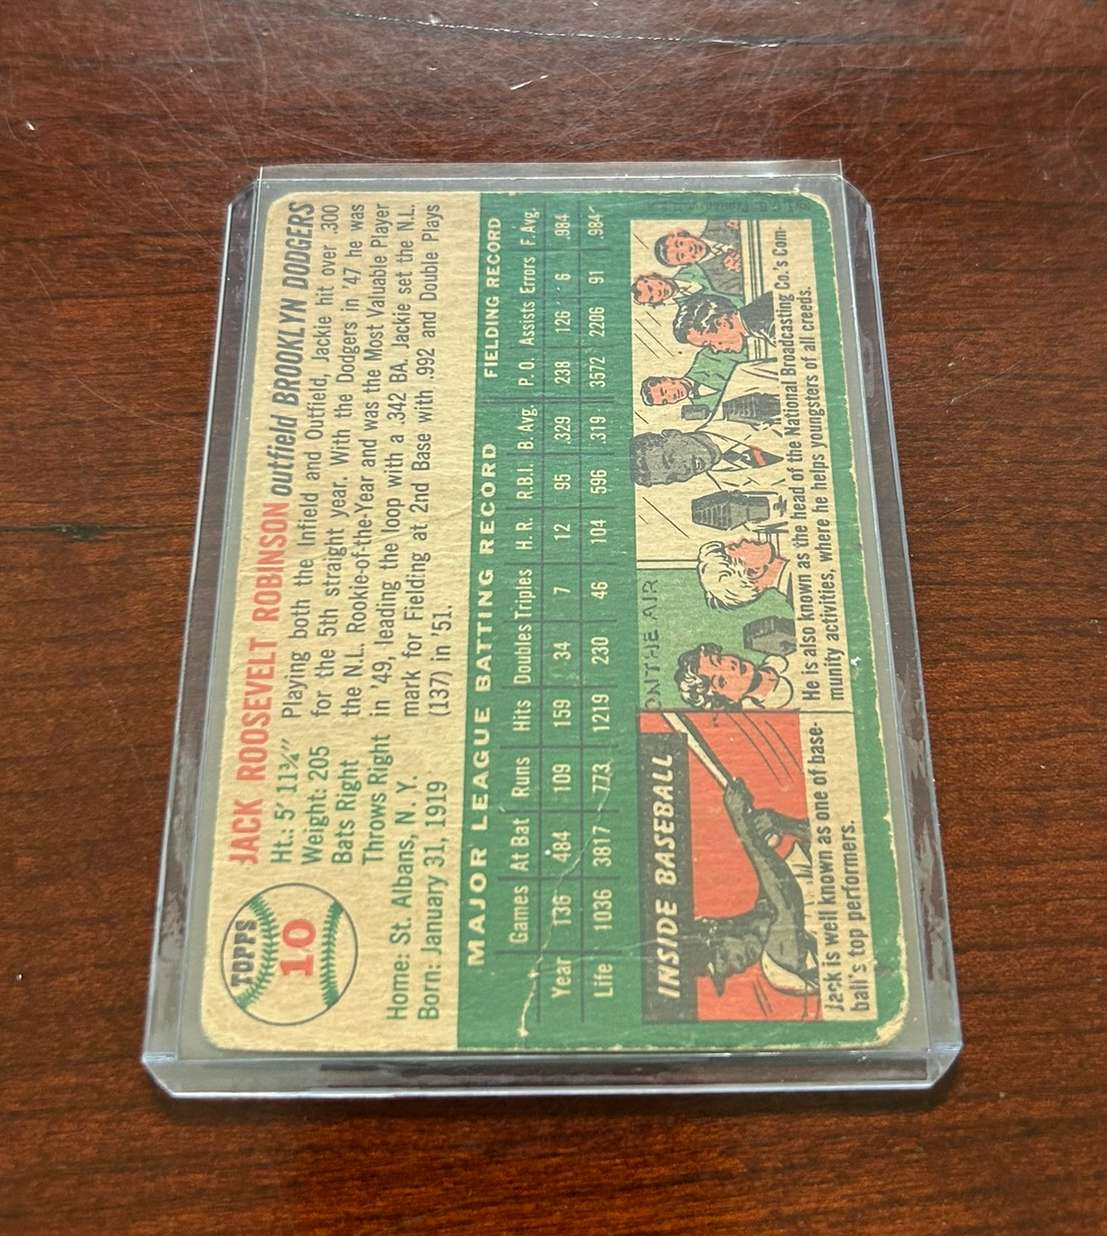 TOPPS
10
JACK ROOSEVELT ROBINSON outfield BROOKLYN DODGERS
Ht.: 5' 11¾"
Weight: 205
Bats Right
Throws Right
Home: St. Albans, N. Y.
Born: January 31, 1919
Playing both the Infield and Outfield, Jackie hit over .300
for the 5th straight year. With the Dodgers in '47 he was
the N.L. Rookie-of-the-Year and was the Most Valuable Player
in '49, leading the loop with a .342 BA. Jackie set the N.L.
mark for Fielding at 2nd Base with .992 and Double Plays
(137) in '51.
MAJOR LEAGUE BATTING RECORD FIELDING RECORD
Games At Bat Runs Hits Doubles Triples H. R. R.B.I. B. Avg. P. O. Assists Errors F. Avg.
Year 136 484 109 159 34 7 12 95 .329 238 126 6 .984
Life 1036 3817 773 1219 230 46 104 596 .319 3572 2206 91 .984
INSIDE BASEBALL
ON THE AIR
Jack is well known as one of base-
ball's top performers.
He is also known as the head of the National Broadcasting Co.'s Com-
munity activities, where he helps youngsters of all creeds.